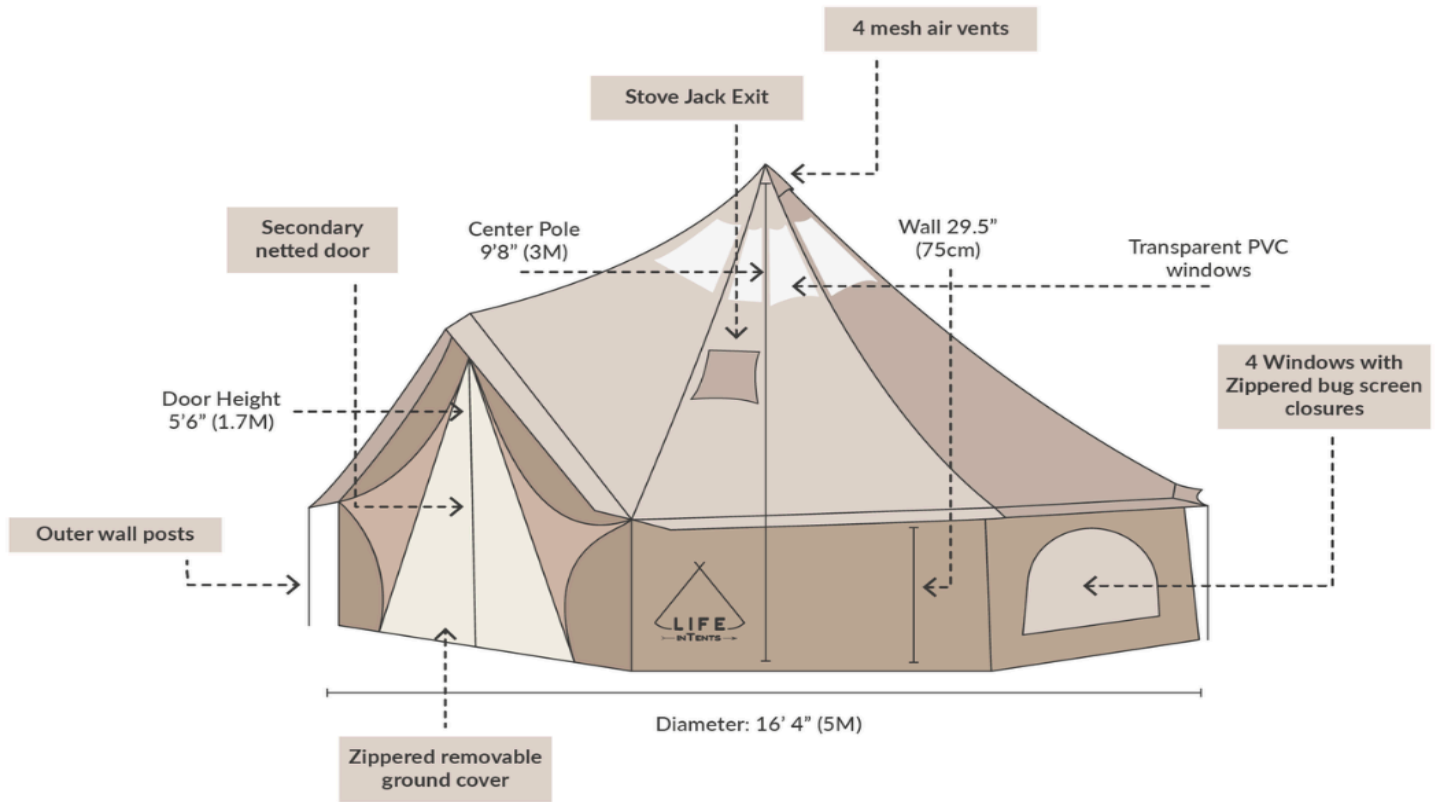 4 mesh air vents
Stove Jack Exit
Secondary
netted door
Center Pole
9’8” (3M)
Wall 29.5”
(75cm)
Transparent PVC
windows
4 Windows with
Zippered bug screen
closures
Door Height
5’6” (1.7M)
Outer wall posts
LIFE
INTENTS
Diameter: 16’ 4” (5M)
Zippered removable
ground cover